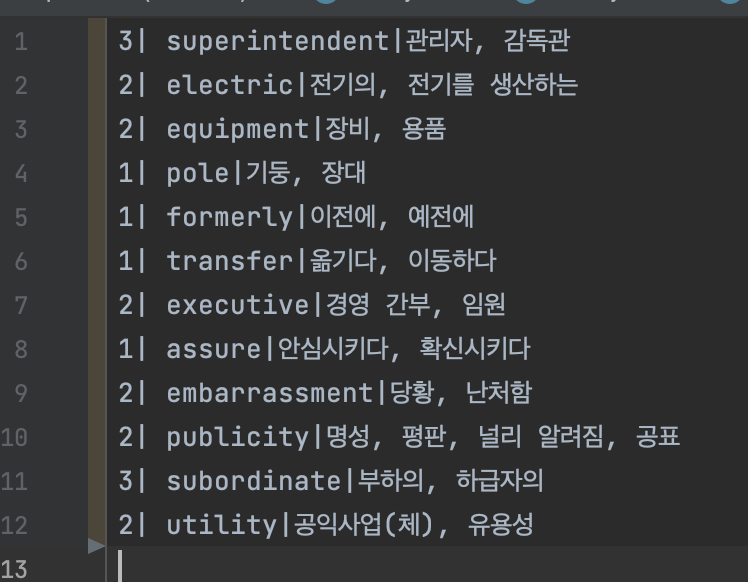 1 3| superintendent|관리자, 감독관
2 2| electric|전기의, 전기를 생산하는
3 2| equipment|장비, 용품
4 1| pole|기둥, 장대
5 1| formerly|이전에, 예전에
6 1| transfer|옮기다, 이동하다
7 2| executive|경영 간부, 임원
8 1| assure|안심시키다, 확신시키다
9 2| embarrassment|당황, 난처함
10 2| publicity|명성, 평판, 널리 알려짐, 공표
11 3| subordinate|부하의, 하급자의
12 2| utility|공익사업(체), 유용성
13